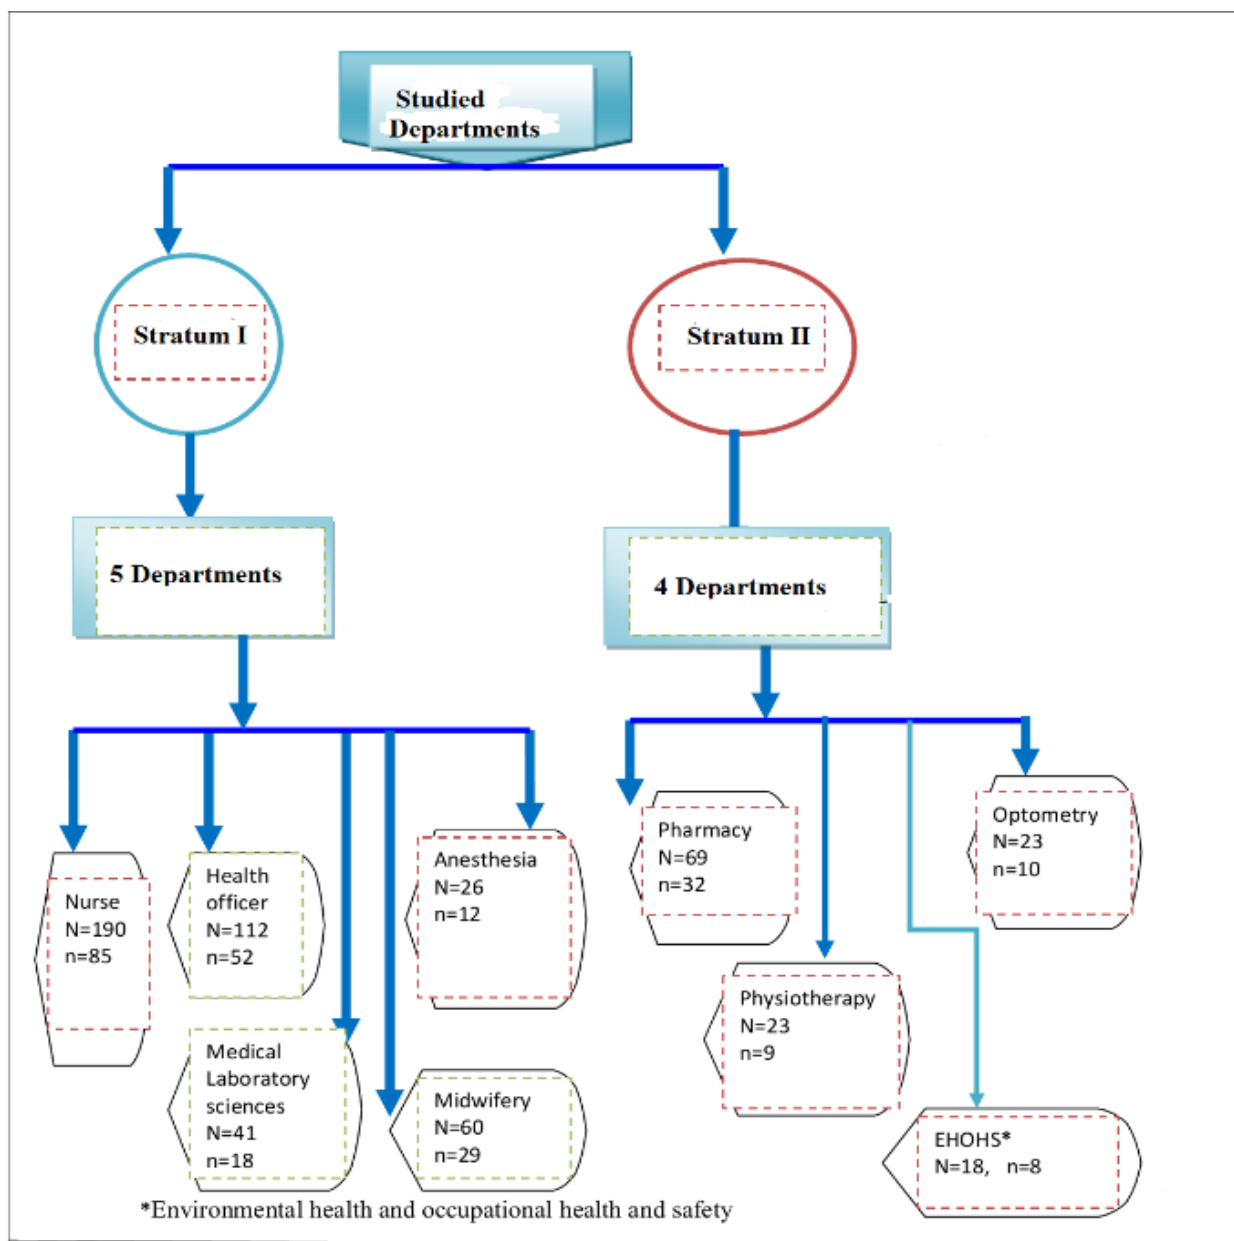 Studied
Departments
Stratum I
Stratum II
5 Departments
4 Departments
Nurse
N=190
n=85
Health
officer
N=112
n=52
Medical
Laboratory
sciences
N=41
n=18
Midwifery
N=60
n=29
Anesthesia
N=26
n=12
Pharmacy
N=69
n=32
Physiotherapy
N=23
n=9
EHOHS*
N=18, n=8
Optometry
N=23
n=10
*Environmental health and occupational health and safety